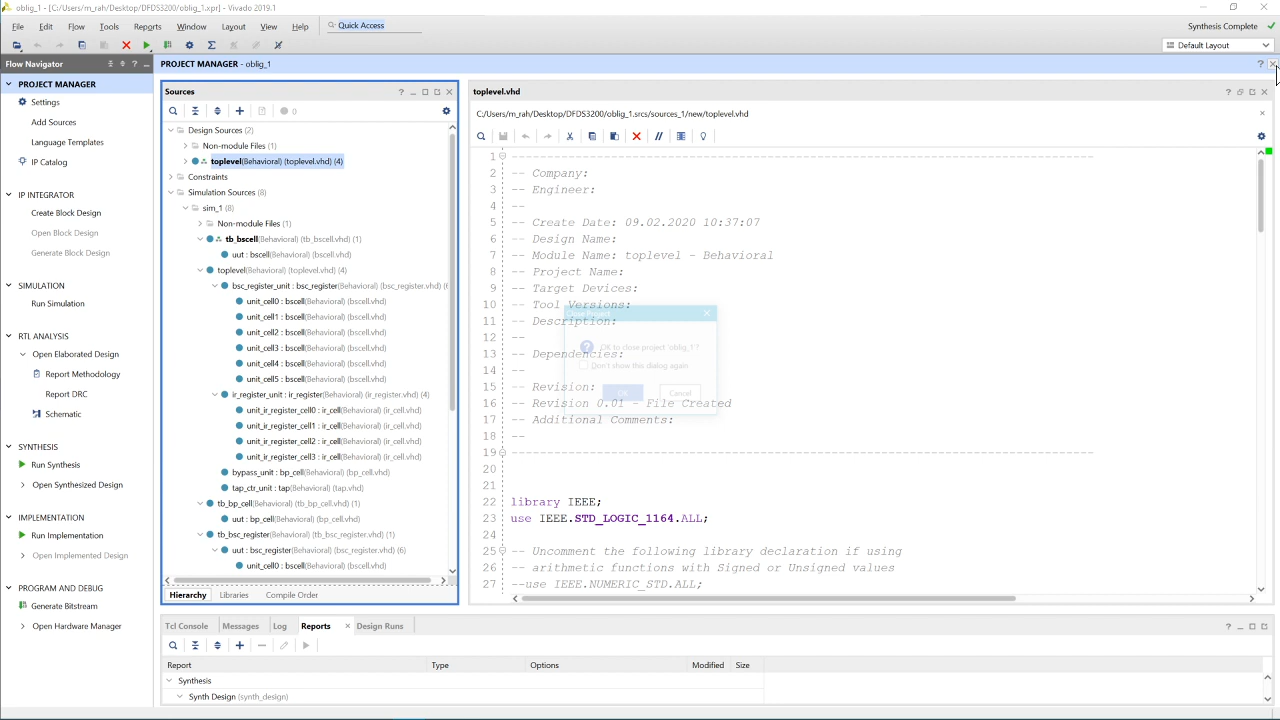 oblig_1 - [C:/Users/m_rah/Desktop/DFDS3200/oblig_1.xpr] - Vivado 2019.1
File Edit Flow Tools Reports Window Layout View Help Quick Access Synthesis Complete
Default Layout
Flow Navigator
PROJECT MANAGER - oblig_1
PROJECT MANAGER
Settings
Add Sources
Language Templates
IP Catalog
IP INTEGRATOR
Create Block Design
Open Block Design
Generate Block Design
SIMULATION
Run Simulation
RTL ANALYSIS
Open Elaborated Design
Report Methodology
Report DRC
Schematic
SYNTHESIS
Run Synthesis
Open Synthesized Design
IMPLEMENTATION
Run Implementation
Open Implemented Design
PROGRAM AND DEBUG
Generate Bitstream
Open Hardware Manager
Sources
0
Design Sources (2)
Non-module Files (1)
toplevel(Behavioral) (toplevel.vhd) (4)
Constraints
Simulation Sources (8)
sim_1 (8)
Non-module Files (1)
tb_bscell(Behavioral) (tb_bscell.vhd) (1)
uut : bscell(Behavioral) (bscell.vhd)
toplevel(Behavioral) (toplevel.vhd) (4)
bsc_register_unit : bsc_register(Behavioral) (bsc_register.vhd) (6
unit_cell0 : bscell(Behavioral) (bscell.vhd)
unit_cell1 : bscell(Behavioral) (bscell.vhd)
unit_cell2 : bscell(Behavioral) (bscell.vhd)
unit_cell3 : bscell(Behavioral) (bscell.vhd)
unit_cell4 : bscell(Behavioral) (bscell.vhd)
unit_cell5 : bscell(Behavioral) (bscell.vhd)
ir_register_unit : ir_register(Behavioral) (ir_register.vhd) (4)
unit_ir_register_cell0 : ir_cell(Behavioral) (ir_cell.vhd)
unit_ir_register_cell1 : ir_cell(Behavioral) (ir_cell.vhd)
unit_ir_register_cell2 : ir_cell(Behavioral) (ir_cell.vhd)
unit_ir_register_cell3 : ir_cell(Behavioral) (ir_cell.vhd)
bypass_unit : bp_cell(Behavioral) (bp_cell.vhd)
tap_ctr_unit : tap(Behavioral) (tap.vhd)
tb_bp_cell(Behavioral) (tb_bp_cell.vhd) (1)
uut : bp_cell(Behavioral) (bp_cell.vhd)
tb_bsc_register(Behavioral) (tb_bsc_register.vhd) (1)
uut : bsc_register(Behavioral) (bsc_register.vhd) (6)
unit_cell0 : bscell(Behavioral) (bscell.vhd)
Hierarchy Libraries Compile Order
toplevel.vhd
C:/Users/m_rah/Desktop/DFDS3200/oblig_1.srcs/sources_1/new/toplevel.vhd
1 ----------------------------------------------------------------------------------
2 -- Company:
3 -- Engineer:
4 --
5 -- Create Date: 09.02.2020 10:37:07
6 -- Design Name:
7 -- Module Name: toplevel - Behavioral
8 -- Project Name:
9 -- Target Devices:
10 -- Tool Versions:
11 -- Description:
12 --
13 -- Dependencies:
14 --
15 -- Revision:
16 -- Revision 0.01 - File Created
17 -- Additional Comments:
18 --
19 ----------------------------------------------------------------------------------
20
21
22 library IEEE;
23 use IEEE.STD_LOGIC_1164.ALL;
24
25 -- Uncomment the following library declaration if using
26 -- arithmetic functions with Signed or Unsigned values
27 --use IEEE.NUMERIC_STD.ALL;
Close Project
OK to close project 'oblig_1'?
Don't show this dialog again
OK Cancel
Tcl Console Messages Log Reports Design Runs
Report Type Options Modified Size
Synthesis
Synth Design (synth_design)